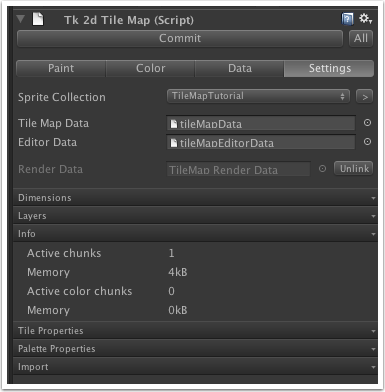 Tk 2d Tile Map (Script)
Commit All
Paint Color Data Settings
Sprite Collection TileMapTutorial >
Tile Map Data tileMapData
Editor Data tileMapEditorData
Render Data TileMap Render Data Unlink
Dimensions
Layers
Info
Active chunks 1
Memory 4kB
Active color chunks 0
Memory 0kB
Tile Properties
Palette Properties
Import